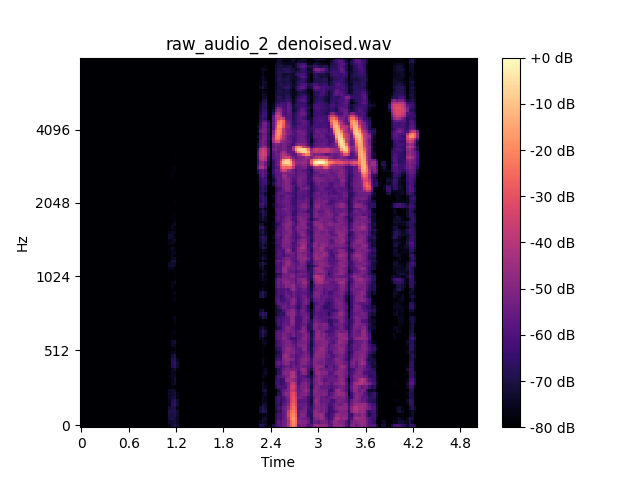 raw_audio_2_denoised.wav
Hz
4096
2048
1024
512
0
0 0.6 1.2 1.8 2.4 3 3.6 4.2 4.8
Time
+0 dB
-10 dB
-20 dB
-30 dB
-40 dB
-50 dB
-60 dB
-70 dB
-80 dB